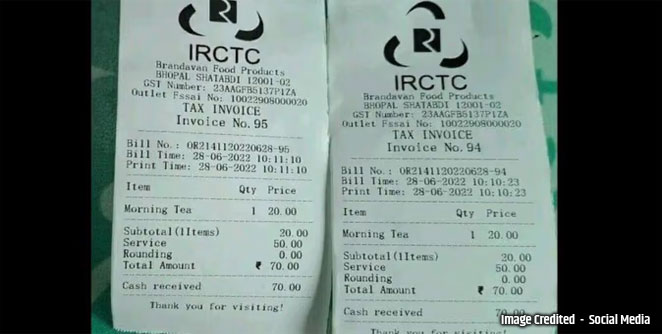 IRCTC
Brandavan Food Products
BHOPAL SHATABDI 12001-02
GST Number: 23AAGFB5137P1ZA
Outlet Fssai No: 10022908000020
TAX INVOICE
Invoice No. 95
Bill No.: OR2141120220628-95
Bill Time: 28-06-2022 10:11:10
Print Time: 28-06-2022 10:11:10
Item Qty Price
Morning Tea 1 20.00
Subtotal(1Items) 20.00
Service 50.00
Rounding 0.00
Total Amount ₹ 70.00
Cash received 70.00
Thank you for visiting!
IRCTC
Brandavan Food Products
BHOPAL SHATABDI 12001-02
GST Number: 23AAGFB5137P1ZA
Outlet Fssai No: 10022908000020
TAX INVOICE
Invoice No. 94
Bill No.: OR2141120220628-94
Bill Time: 28-06-2022 10:10:23
Print Time: 28-06-2022 10:10:23
Item Qty Price
Morning Tea 1 20.00
Subtotal(1Items) 20.00
Service 50.00
Rounding 0.00
Total Amount ₹ 70.00
Cash received 70.00
Thank you for visiting!
Image Credited - Social Media